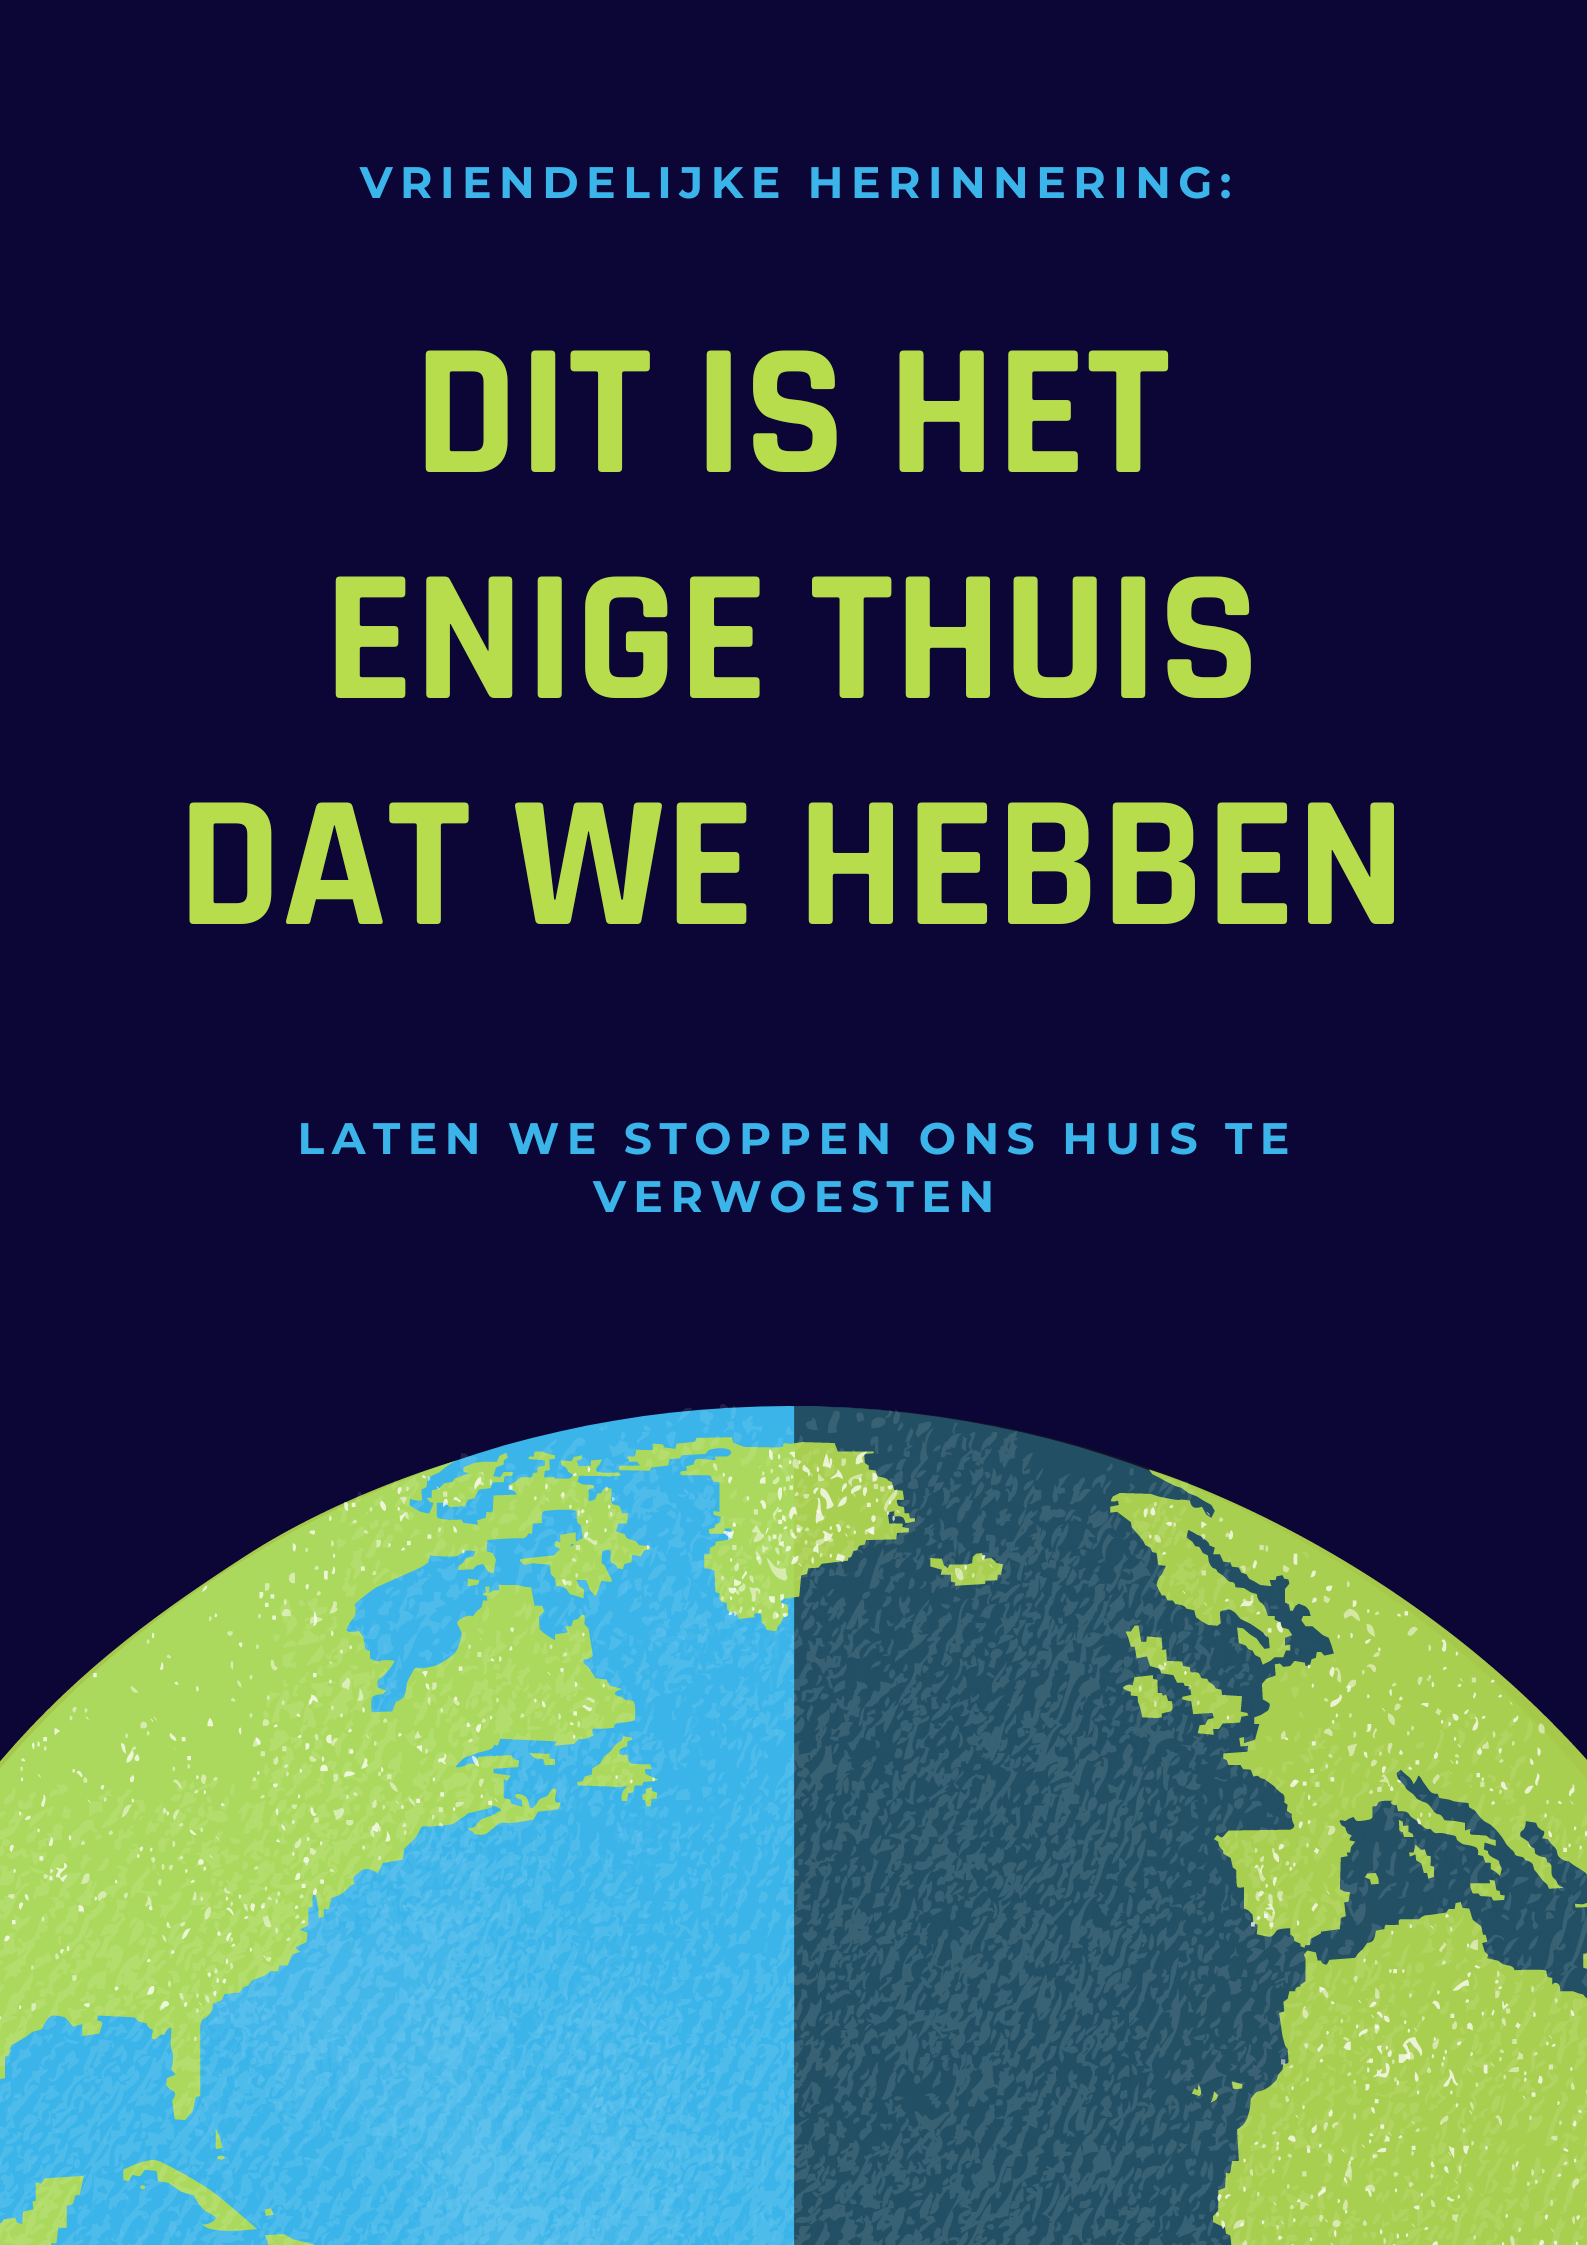 VRIENDELIJKE HERINNERING:
DIT IS HET
ENIGE THUIS
DAT WE HEBBEN
LATEN WE STOPPEN ONS HUIS TE
VERWOESTEN